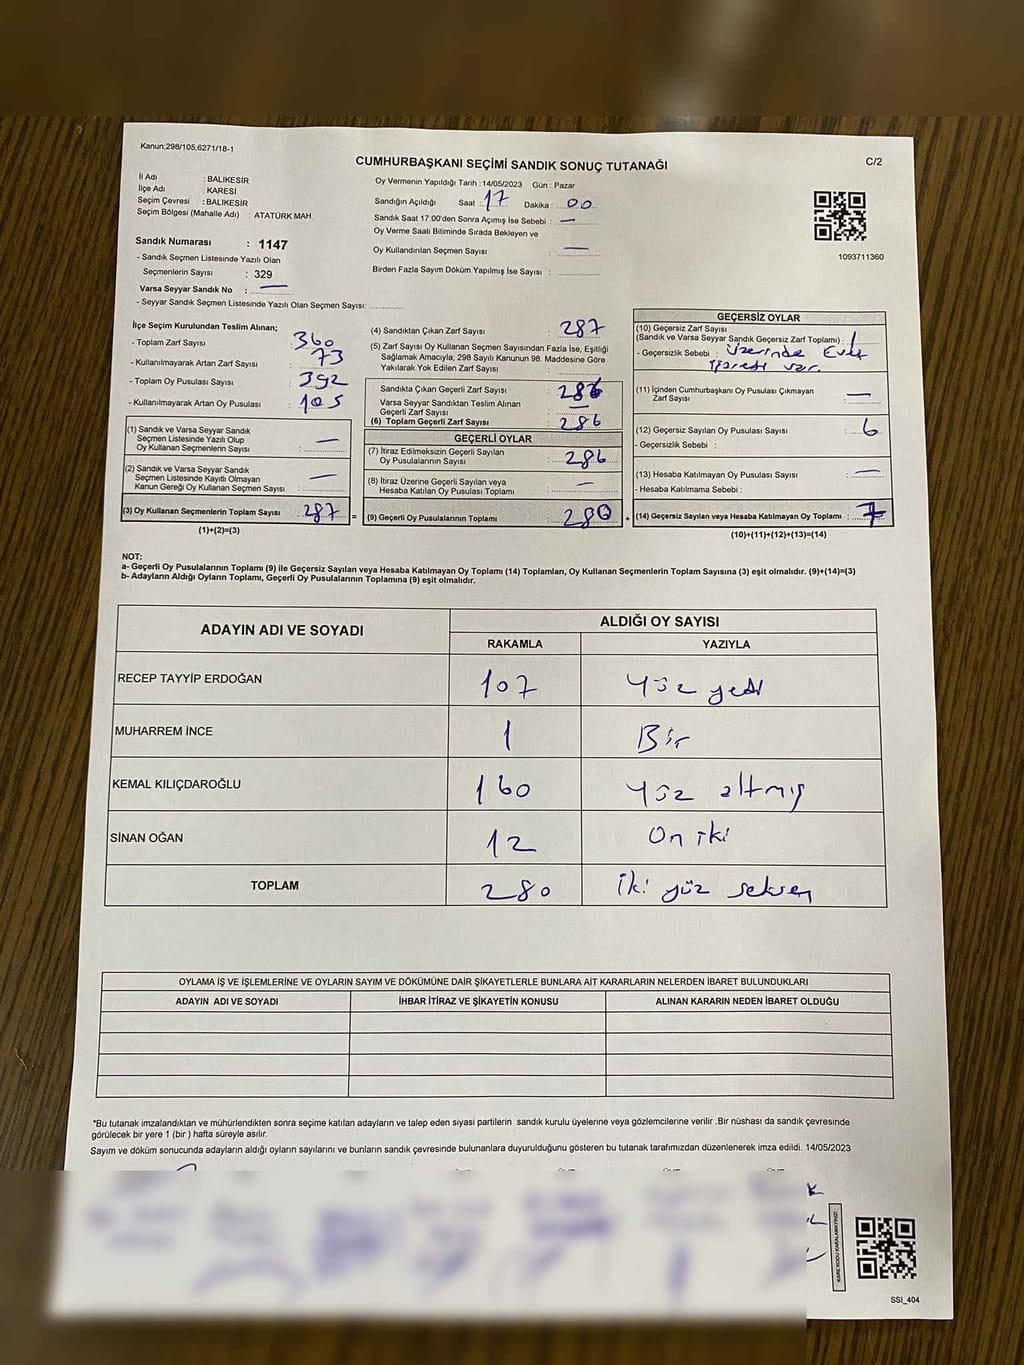 Kanun;298/105,6271/18-1
CUMHURBAŞKANI SEÇİMİ SANDIK SONUÇ TUTANAĞI
C/2
İl Adı : BALIKESİR
İlçe Adı : KARESİ
Seçim Çevresi : BALIKESİR
Seçim Bölgesi (Mahalle Adı) : ATATÜRK MAH.
Sandık Numarası : 1147
- Sandık Seçmen Listesinde Yazılı Olan
Seçmenlerin Sayısı : 329
Varsa Seyyar Sandık No : —
- Seyyar Sandık Seçmen Listesinde Yazılı Olan Seçmen Sayısı:
Oy Vermenin Yapıldığı Tarih : 14/05/2023 Gün : Pazar
Sandığın Açıldığı Saat : 17 Dakika : 00
Sandık Saat 17:00'den Sonra Açımış İse Sebebi : —
Oy Verme Saati Bitiminde Sırada Bekleyen ve
Oy Kullandırılan Seçmen Sayısı : —
Birden Fazla Sayım Döküm Yapılmış İse Sayısı :
1093711360
İlçe Seçim Kurulundan Teslim Alınan;
- Toplam Zarf Sayısı : 360
- Kullanılmayarak Artan Zarf Sayısı : 73
- Toplam Oy Pusulası Sayısı : 392
- Kullanılmayarak Artan Oy Pusulası : 105
(1) Sandık ve Varsa Seyyar Sandık
Seçmen Listesinde Yazılı Olup
Oy Kullanan Seçmenlerin Sayısı : —
(2) Sandık ve Varsa Seyyar Sandık
Seçmen Listesinde Kayıtlı Olmayan
Kanun Gereği Oy Kullanan Seçmen Sayısı : —
(3) Oy Kullanan Seçmenlerin Toplam Sayısı : 287
(1)+(2)=(3)
(4) Sandıktan Çıkan Zarf Sayısı : 287
(5) Zarf Sayısı Oy Kullanan Seçmen Sayısından Fazla İse, Eşitliği
Sağlamak Amacıyla, 298 Sayılı Kanunun 98. Maddesine Göre
Yakılarak Yok Edilen Zarf Sayısı :
Sandıkta Çıkan Geçerli Zarf Sayısı : 286
Varsa Seyyar Sandıktan Teslim Alınan
Geçerli Zarf Sayısı : —
(6) Toplam Geçerli Zarf Sayısı : 286
GEÇERLİ OYLAR
(7) İtiraz Edilmeksizin Geçerli Sayılan
Oy Pusulalarının Sayısı : 286
(8) İtiraz Üzerine Geçerli Sayılan veya
Hesaba Katılan Oy Pusulası Toplamı : —
= (9) Geçerli Oy Pusulalarının Toplamı : 280 +
GEÇERSİZ OYLAR
(10) Geçersiz Zarf Sayısı
(Sandık ve Varsa Seyyar Sandık Geçersiz Zarf Toplamı) : 1
- Geçersizlik Sebebi : Üzerinde Evet
işaresi var.
(11) İçinden Cumhurbaşkanı Oy Pusulası Çıkmayan
Zarf Sayısı : —
(12) Geçersiz Sayılan Oy Pusulası Sayısı : 6
- Geçersizlik Sebebi :
(13) Hesaba Katılmayan Oy Pusulası Sayısı : —
- Hesaba Katılmama Sebebi :
(14) Geçersiz Sayılan veya Hesaba Katılmayan Oy Toplamı : 7
(10)+(11)+(12)+(13)=(14)
NOT:
a- Geçerli Oy Pusulalarının Toplamı (9) ile Geçersiz Sayılan veya Hesaba Katılmayan Oy Toplamı (14) Toplamları, Oy Kullanan Seçmenlerin Toplam Sayısına (3) eşit olmalıdır. (9)+(14)=(3)
b- Adayların Aldığı Oyların Toplamı, Geçerli Oy Pusulalarının Toplamına (9) eşit olmalıdır.
ADAYIN ADI VE SOYADI
ALDIĞI OY SAYISI
RAKAMLA YAZIYLA
RECEP TAYYİP ERDOĞAN 107 yüz yedi
MUHARREM İNCE 1 Bir
KEMAL KILIÇDAROĞLU 160 yüz altmış
SİNAN OĞAN 12 On iki
TOPLAM 280 iki yüz seksen
OYLAMA İŞ VE İŞLEMLERİNE VE OYLARIN SAYIM VE DÖKÜMÜNE DAİR ŞİKAYETLERLE BUNLARA AİT KARARLARIN NELERDEN İBARET BULUNDUKLARI
ADAYIN ADI VE SOYADI İHBAR İTİRAZ VE ŞİKAYETİN KONUSU ALINAN KARARIN NEDEN İBARET OLDUĞU
*Bu tutanak imzalandıktan ve mühürlendikten sonra seçime katılan adayların ve talep eden siyasi partilerin sandık kurulu üyelerine veya gözlemcilerine verilir .Bir nüshası da sandık çevresinde
görülecek bir yere 1 (bir ) hafta süreyle asılır.
Sayım ve döküm sonucunda adayların aldığı oyların sayılarını ve bunların sandık çevresinde bulunanlara duyurulduğunu gösteren bu tutanak tarafımızdan düzenlenerek imza edildi. 14/05/2023
KARE KODU KARALAMAYINIZ!
SSI_404